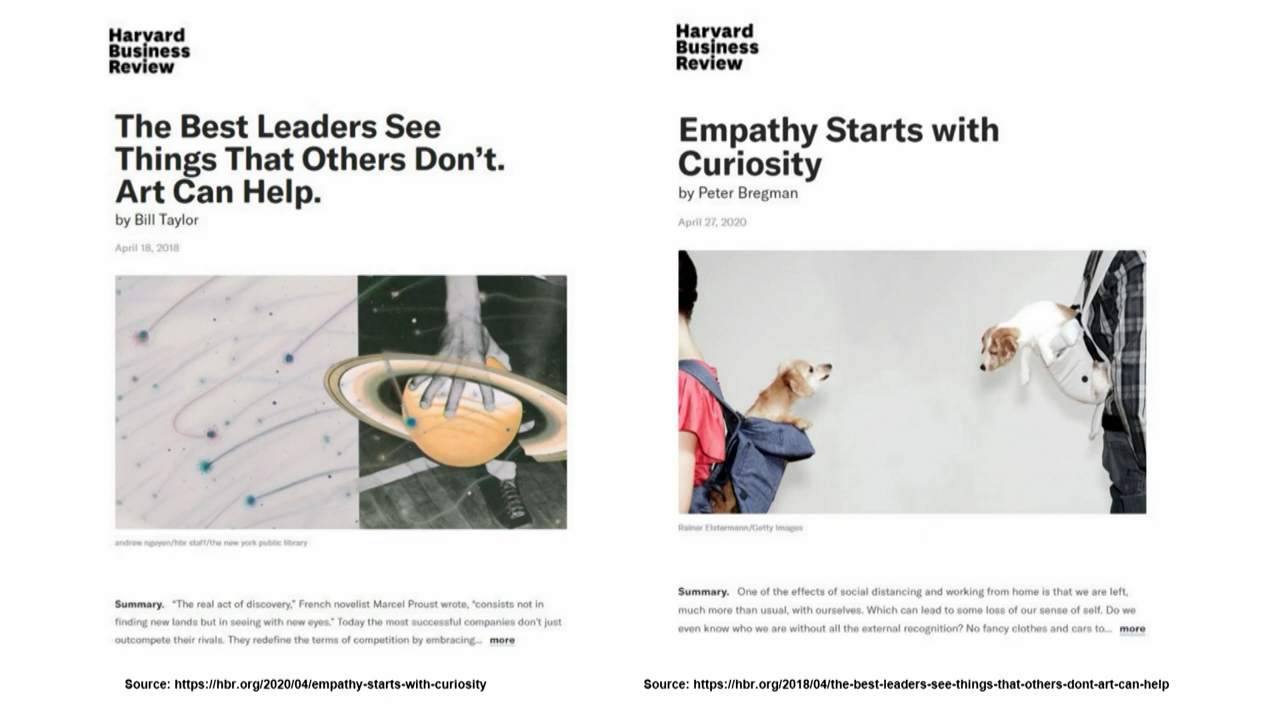 Harvard
Business
Review
The Best Leaders See
Things That Others Don't.
Art Can Help.
by Bill Taylor
April 18, 2018
andrew nguyen/hbr staff/the new york public library
Summary. "The real act of discovery," French novelist Marcel Proust wrote, "consists not in
finding new lands but in seeing with new eyes." Today the most successful companies don't just
outcompete their rivals. They redefine the terms of competition by embracing... more
Source: https://hbr.org/2020/04/empathy-starts-with-curiosity
Harvard
Business
Review
Empathy Starts with
Curiosity
by Peter Bregman
April 27, 2020
Rainer Elstermann/Getty Images
Summary. One of the effects of social distancing and working from home is that we are left,
much more than usual, with ourselves. Which can lead to some loss of our sense of self. Do we
even know who we are without all the external recognition? No fancy clothes and cars to... more
Source: https://hbr.org/2018/04/the-best-leaders-see-things-that-others-dont-art-can-help